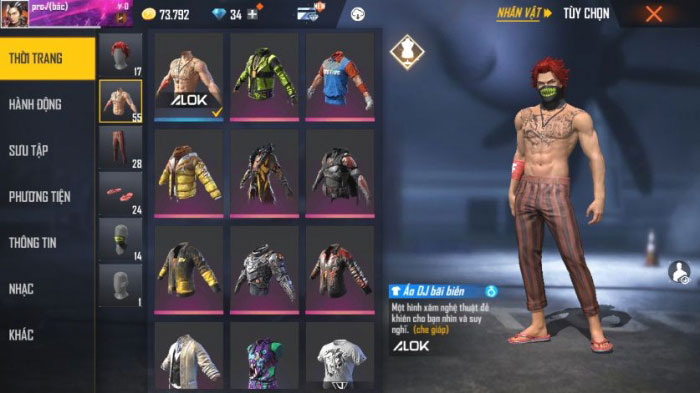 pro√(bác)
0
73.792
34
NEW
NHÂN VẬT
TÙY CHỌN
THỜI TRANG
HÀNH ĐỘNG
SƯU TẬP
PHƯƠNG TIỆN
THÔNG TIN
NHẠC
KHÁC
17
55
28
24
14
1
ALOK
Áo DJ bãi biển
Một hình xăm nghệ thuật để
khiến cho bạn nhìn và suy
nghĩ. (che giáp)
ALOK